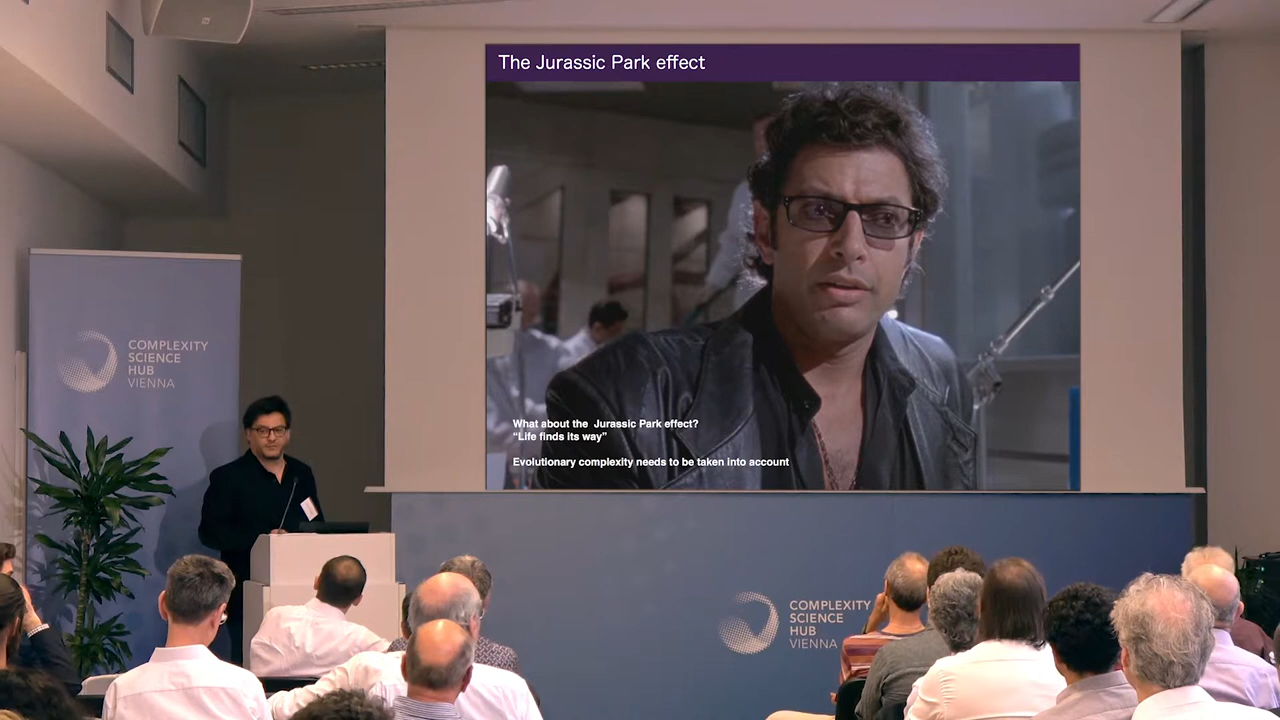 The Jurassic Park effect
What about the Jurassic Park effect?
“Life finds its way”
Evolutionary complexity needs to be taken into account
COMPLEXITY
SCIENCE
HUB
VIENNA
COMPLEXITY
SCIENCE
HUB
VIENNA